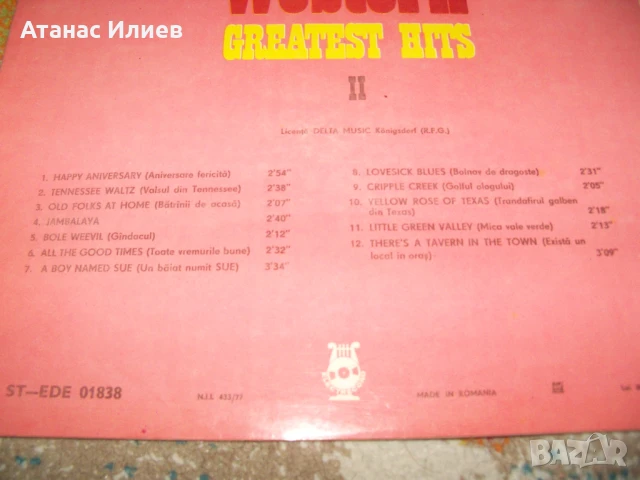 Атанас Илиев
Western
GREATEST HITS
II
Licență DELTA MUSIC Königsdorf (R.F.G.)
1. HAPPY ANIVERSARY (Aniversare fericită) 2'54"
2. TENNESSEE WALTZ (Valsul din Tennessee) 2'38"
3. OLD FOLKS AT HOME (Bătrînii de acasă) 2'07"
4. JAMBALAYA 2'40"
5. BOLE WEEVIL (Gîndacul) 2'12"
6. ALL THE GOOD TIMES (Toate vremurile bune) 2'32"
7. A BOY NAMED SUE (Un băiat numit SUE) 3'34"
8. LOVESICK BLUES (Bolnav de dragoste) 2'31"
9. CRIPPLE CREEK (Golful ologului) 2'05"
10. YELLOW ROSE OF TEXAS (Trandafirul galben
din Texas) 2'18"
11. LITTLE GREEN VALLEY (Mica vale verde) 2'15"
12. THERE'S A TAVERN IN THE TOWN (Există un
local în oraș) 3'09"
ST—EDE 01838
N.I.I. 433/77
MADE IN ROMANIA
BAZAR